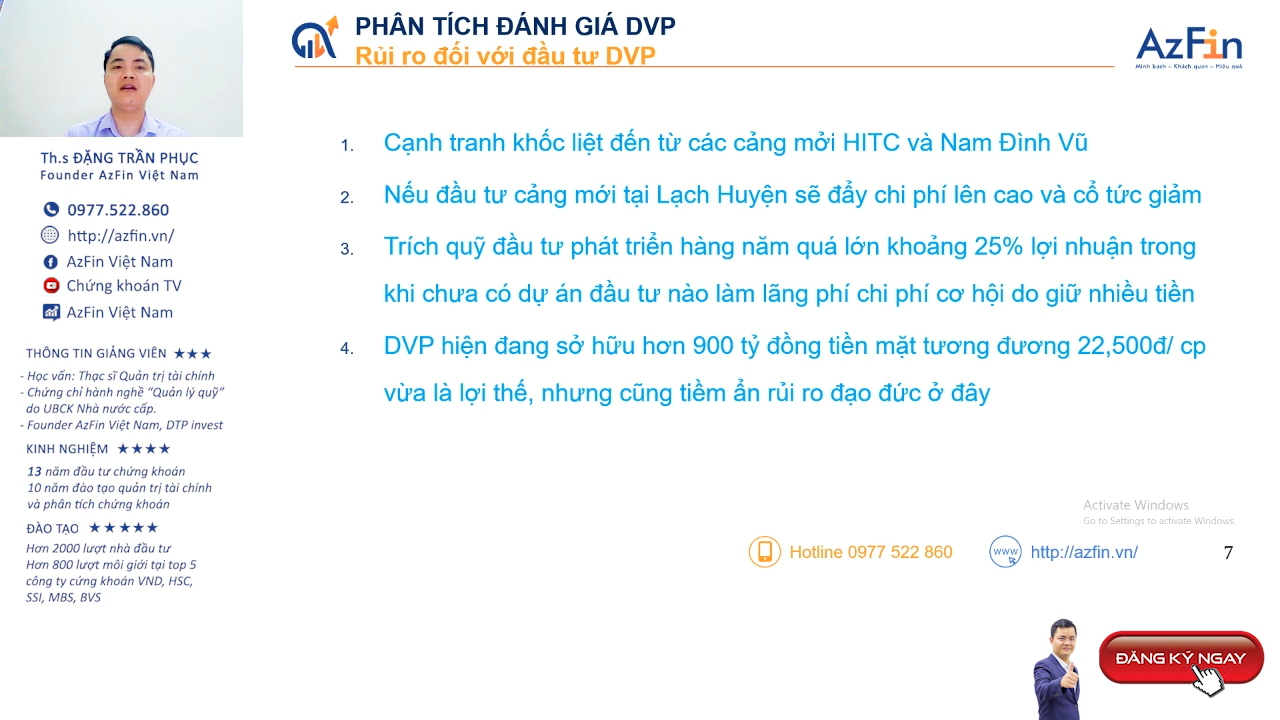 PHÂN TÍCH ĐÁNH GIÁ DVP
Rủi ro đối với đầu tư DVP
AzFin
Minh bạch – Khách quan – Hiệu quả
Th.s ĐẶNG TRẦN PHỤC
Founder AzFin Việt Nam
0977.522.860
http://azfin.vn/
AzFin Việt Nam
Chứng khoán TV
AzFin Việt Nam
THÔNG TIN GIẢNG VIÊN ★★★
- Học vấn: Thạc sĩ Quản trị tài chính
- Chứng chỉ hành nghề “Quản lý quỹ”
do UBCK Nhà nước cấp.
- Founder AzFin Việt Nam, DTP invest
KINH NGHIỆM ★★★★
13 năm đầu tư chứng khoán
10 năm đào tạo quản trị tài chính
và phân tích chứng khoán
ĐÀO TẠO ★★★★★
Hơn 2000 lượt nhà đầu tư
Hơn 800 lượt môi giới tại top 5
công ty cứng khoán VND, HSC,
SSI, MBS, BVS
1. Cạnh tranh khốc liệt đến từ các cảng mởi HITC và Nam Đình Vũ
2. Nếu đầu tư cảng mới tại Lạch Huyện sẽ đẩy chi phí lên cao và cổ tức giảm
3. Trích quỹ đầu tư phát triển hàng năm quá lớn khoảng 25% lợi nhuận trong
khi chưa có dự án đầu tư nào làm lãng phí chi phí cơ hội do giữ nhiều tiền
4. DVP hiện đang sở hữu hơn 900 tỷ đồng tiền mặt tương đương 22,500đ/ cp
vừa là lợi thế, nhưng cũng tiềm ẩn rủi ro đạo đức ở đây
Activate Windows
Go to Settings to activate Windows.
Hotline 0977 522 860
www
http://azfin.vn/
7
ĐĂNG KÝ NGAY